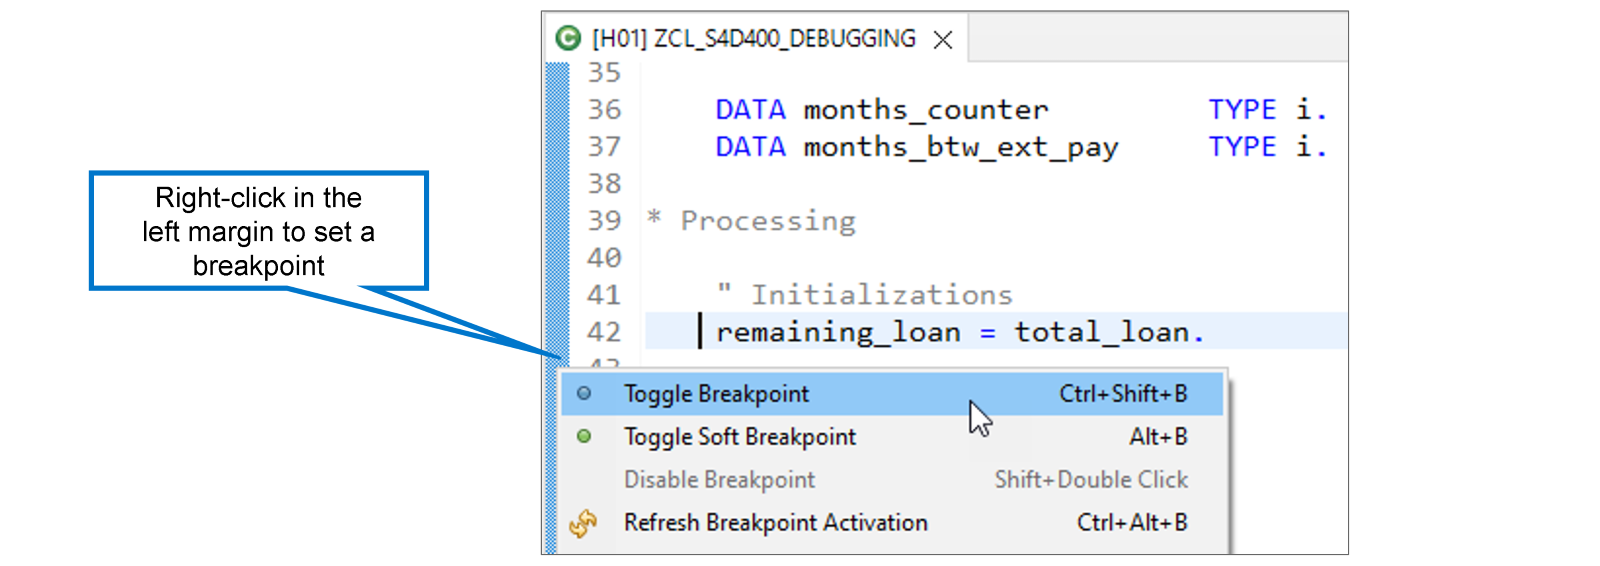 [H01] ZCL_S4D400_DEBUGGING
35
36 DATA months_counter TYPE i.
37 DATA months_btw_ext_pay TYPE i.
38
39 * Processing
40
41 " Initializations
42 remaining_loan = total_loan.
43
Right-click in the
left margin to set a
breakpoint
Toggle Breakpoint Ctrl+Shift+B
Toggle Soft Breakpoint Alt+B
Disable Breakpoint Shift+Double Click
Refresh Breakpoint Activation Ctrl+Alt+B